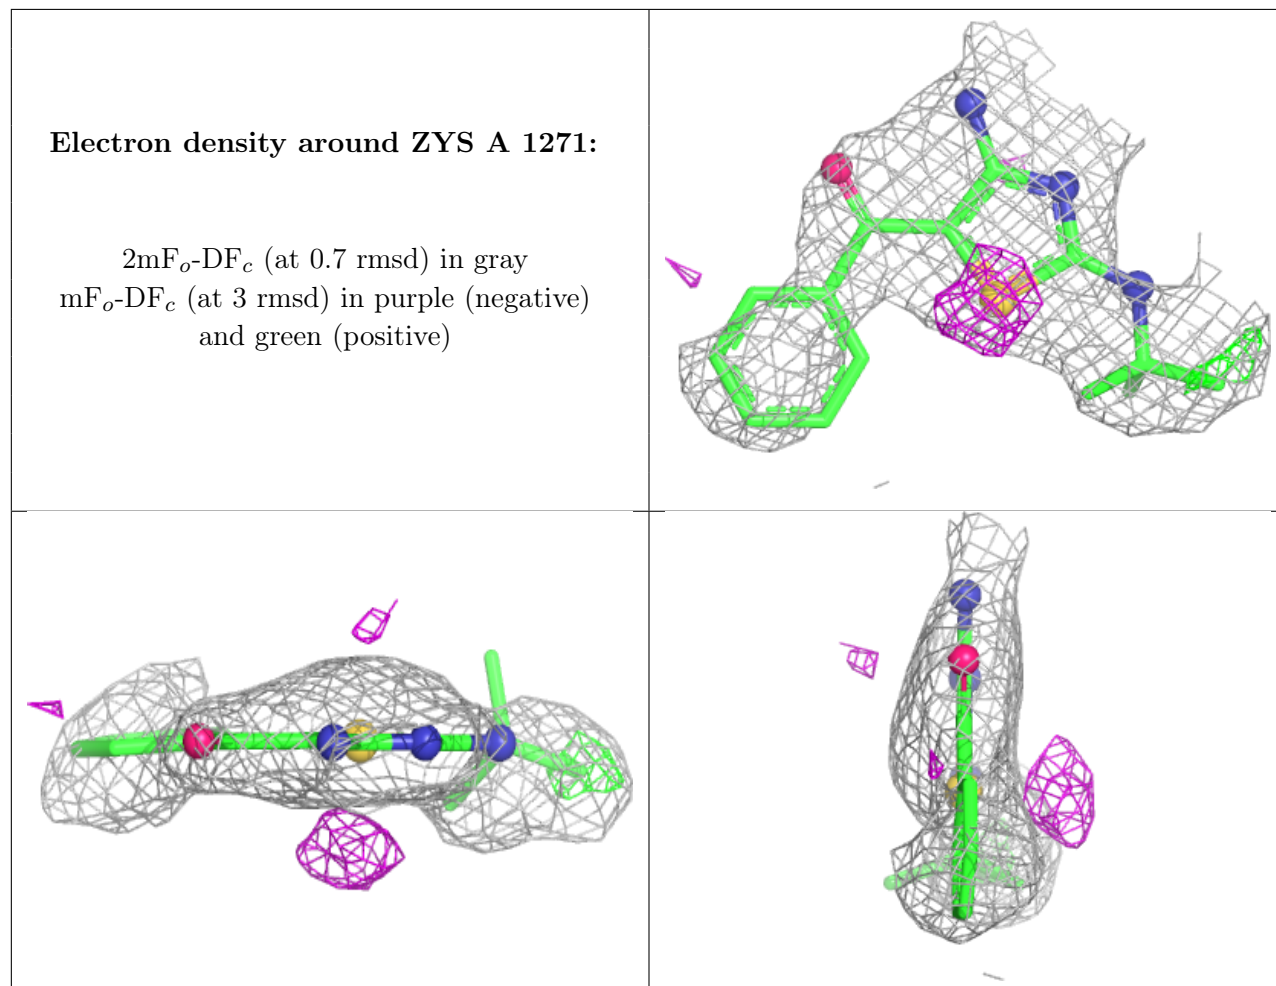 Electron density around ZYS A 1271:
2mFo-DFc (at 0.7 rmsd) in gray
mFo-DFc (at 3 rmsd) in purple (negative)
and green (positive)